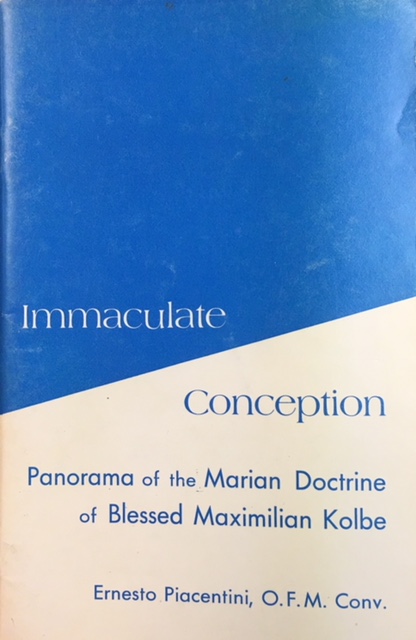 Immaculate
Conception
Panorama of the Marian Doctrine
of Blessed Maximilian Kolbe
Ernesto Piacentini, O.F.M. Conv.